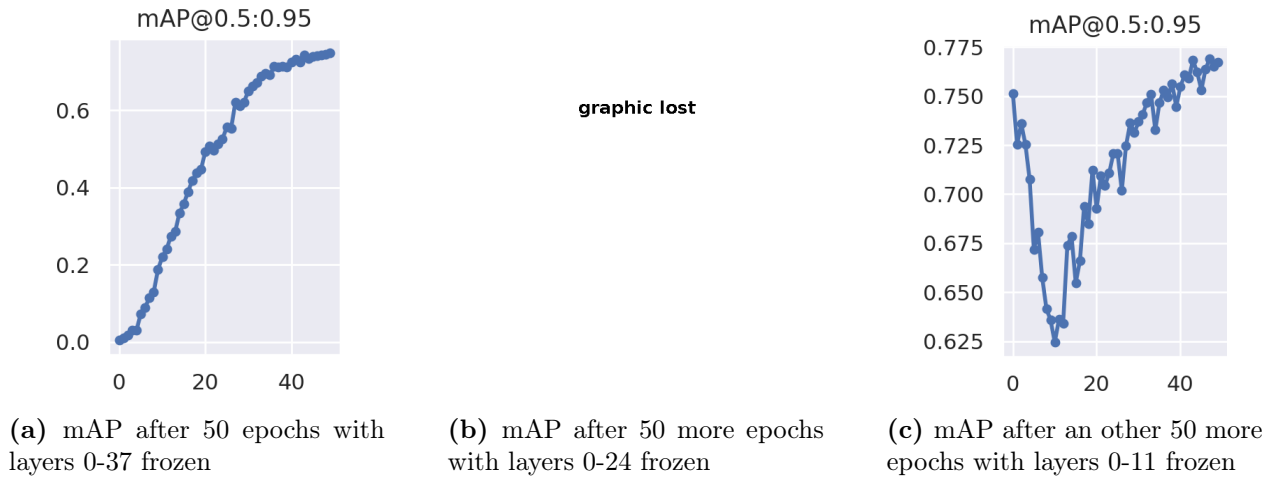 mAP@0.5:0.95
0.6
0.4
0.2
0.0
0 20 40
(a) mAP after 50 epochs with
layers 0-37 frozen
graphic lost
(b) mAP after 50 more epochs
with layers 0-24 frozen
mAP@0.5:0.95
0.775
0.750
0.725
0.700
0.675
0.650
0.625
0 20 40
(c) mAP after an other 50 more
epochs with layers 0-11 frozen